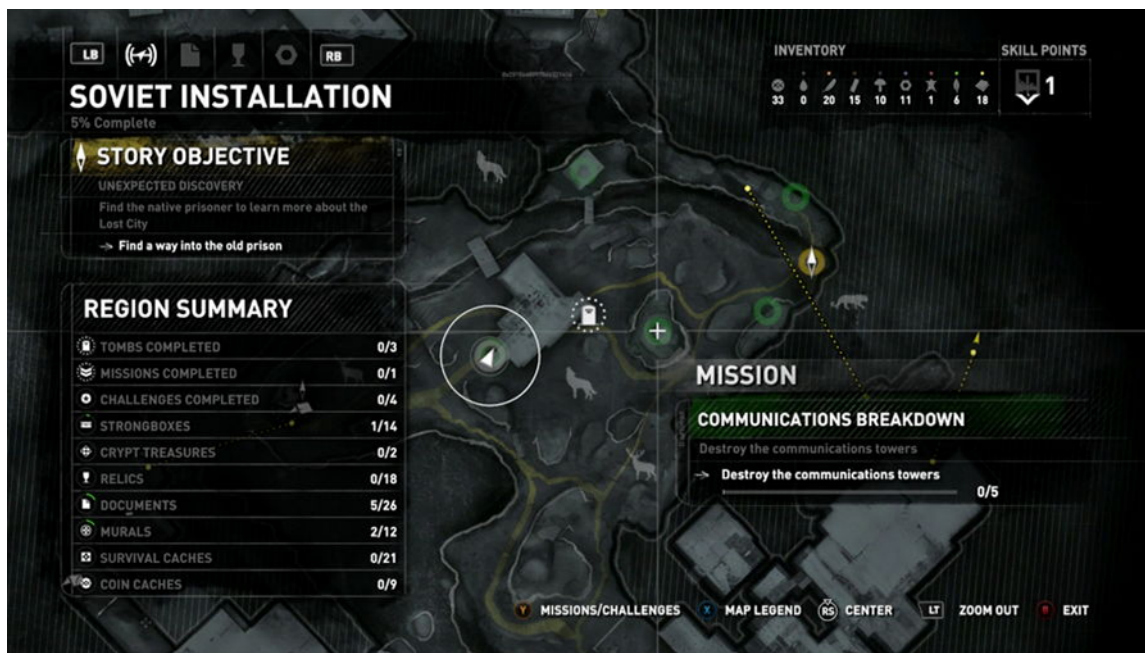 LB RB
SOVIET INSTALLATION
5% Complete
STORY OBJECTIVE
UNEXPECTED DISCOVERY
Find the native prisoner to learn more about the
Lost City
Find a way into the old prison
REGION SUMMARY
TOMBS COMPLETED 0/3
MISSIONS COMPLETED 0/1
CHALLENGES COMPLETED 0/4
STRONGBOXES 1/14
CRYPT TREASURES 0/2
RELICS 0/18
DOCUMENTS 5/26
MURALS 2/12
SURVIVAL CACHES 0/21
COIN CACHES 0/9
INVENTORY
33 0 20 15 10 11 1 6 18
SKILL POINTS
1
MISSION
COMMUNICATIONS BREAKDOWN
Destroy the communications towers
Destroy the communications towers
0/5
Y MISSIONS/CHALLENGES X MAP LEGEND RS CENTER LT ZOOM OUT EXIT